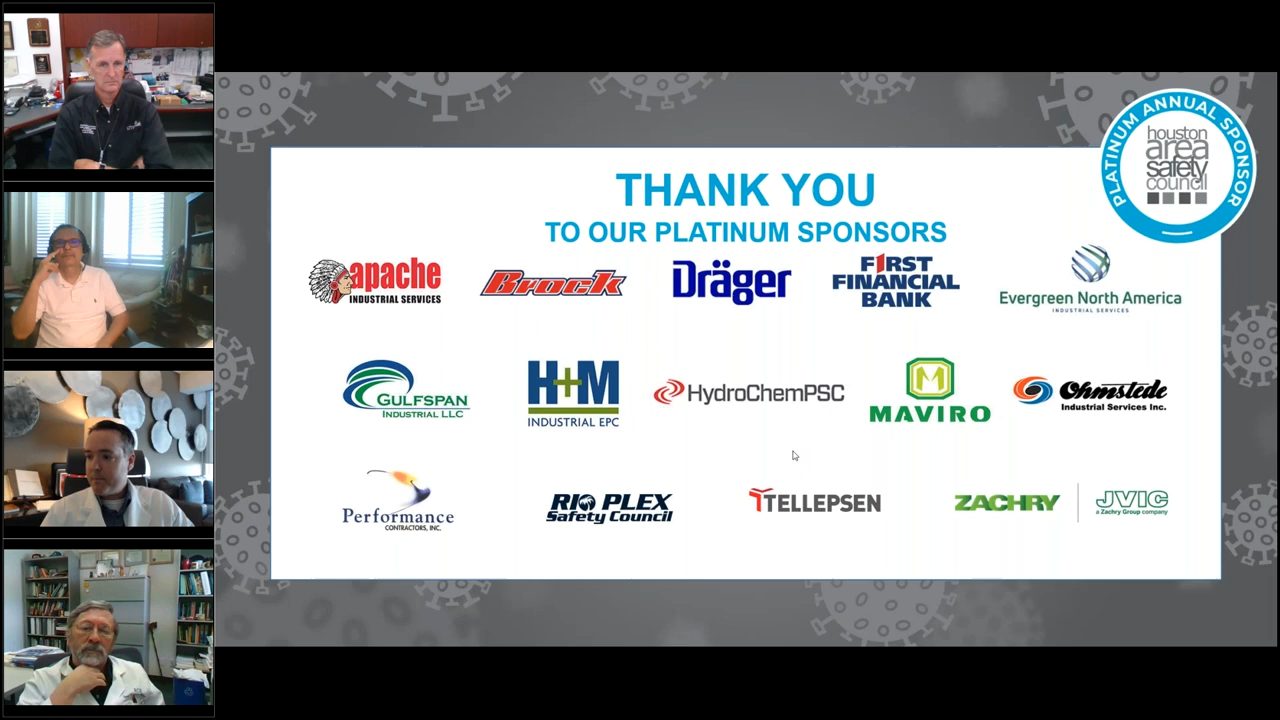 PLATINUM ANNUAL SPONSOR
houston
area
safety
council
THANK YOU
TO OUR PLATINUM SPONSORS
apache
INDUSTRIAL SERVICES
Brock
Dräger
FIRST
FINANCIAL
BANK
Evergreen North America
INDUSTRIAL SERVICES
GULFSPAN
INDUSTRIAL LLC
H+M
INDUSTRIAL EPC
HydroChemPSC
M
MAVIRO
Ohmstede
Industrial Services Inc.
Performance
CONTRACTORS, INC.
RIO PLEX
Safety Council
TELLEPSEN
ZACHRY
JVIC
a Zachry Group company